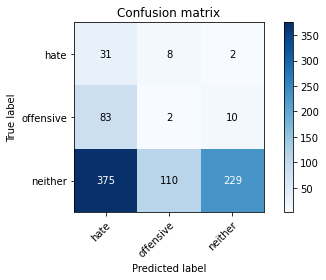 Confusion matrix
hate 31 8 2
offensive 83 2 10
neither 375 110 229
hate offensive neither
True label
Predicted label
350
300
250
200
150
100
50